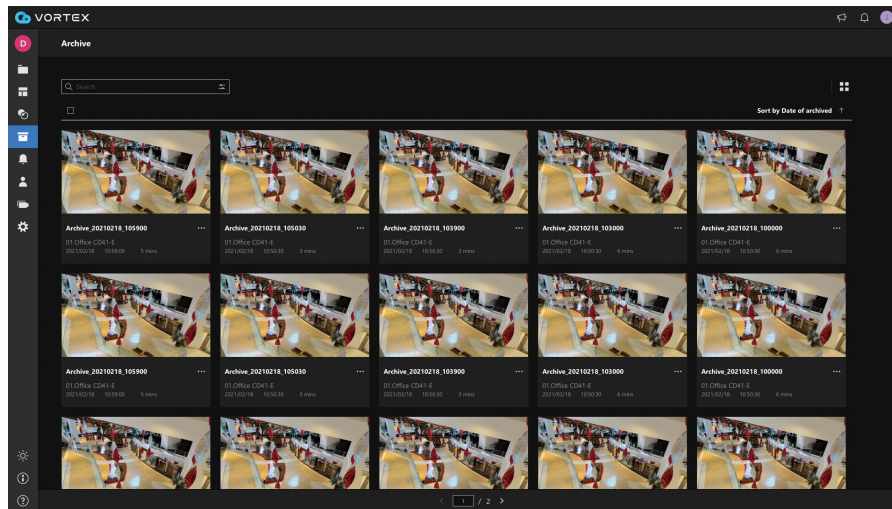 VORTEX
D
Archive
Search
Sort by Date of archived ↑
Archive_20210218_105900 ...
01.Office CD41-E
2021/02/18 10:59:00 5 mins
Archive_20210218_105030 ...
01.Office CD41-E
2021/02/18 10:50:30 3 mins
Archive_20210218_103900 ...
01.Office CD41-E
2021/02/18 10:50:30 3 mins
Archive_20210218_103000 ...
01.Office CD41-E
2021/02/18 10:50:30 6 mins
Archive_20210218_100000 ...
01.Office CD41-E
2021/02/18 10:50:30 6 mins
Archive_20210218_105900 ...
01.Office CD41-E
2021/02/18 10:59:00 5 mins
Archive_20210218_105030 ...
01.Office CD41-E
2021/02/18 10:50:30 3 mins
Archive_20210218_103900 ...
01.Office CD41-E
2021/02/18 10:50:30 3 mins
Archive_20210218_103000 ...
01.Office CD41-E
2021/02/18 10:50:30 6 mins
Archive_20210218_100000 ...
01.Office CD41-E
2021/02/18 10:50:30 6 mins
< 1 / 2 >